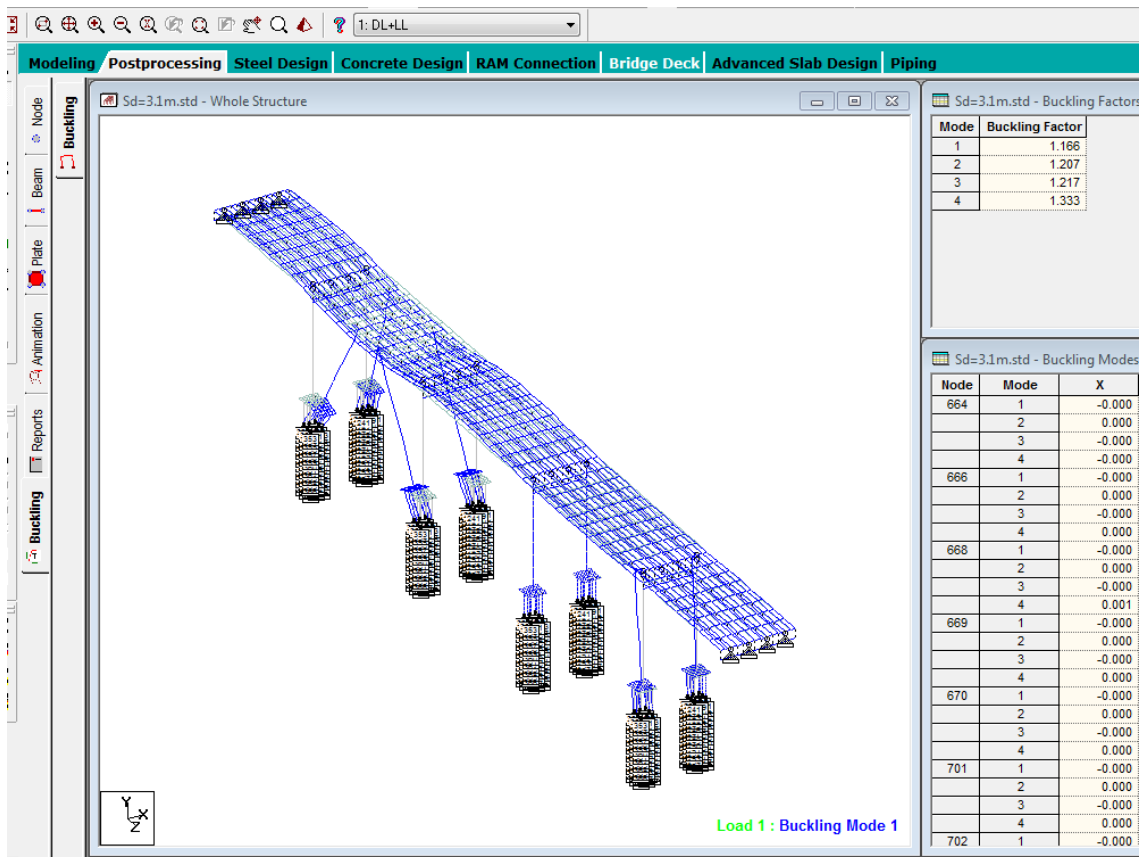 1: DL+LL
Modeling Postprocessing Steel Design Concrete Design RAM Connection Bridge Deck Advanced Slab Design Piping
Node
Beam
Plate
Animation
Reports
Buckling
Buckling
Sd=3.1m.std - Whole Structure
353
241
353
353
241
353
Y
X
Z
Load 1 : Buckling Mode 1
Sd=3.1m.std - Buckling Factors
Mode Buckling Factor
1 1.166
2 1.207
3 1.217
4 1.333
Sd=3.1m.std - Buckling Modes
Node Mode X
664 1 -0.000
2 0.000
3 -0.000
4 -0.000
666 1 -0.000
2 0.000
3 -0.000
4 0.000
668 1 -0.000
2 0.000
3 -0.000
4 0.001
669 1 -0.000
2 0.000
3 -0.000
4 0.000
670 1 -0.000
2 0.000
3 -0.000
4 0.000
701 1 -0.000
2 0.000
3 -0.000
4 0.000
702 1 -0.000